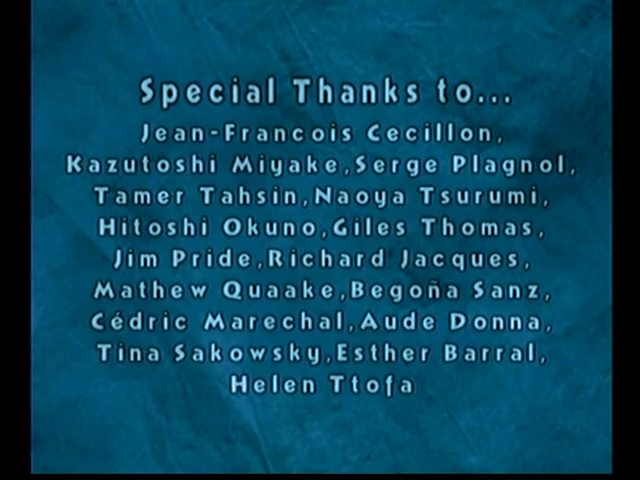 Special Thanks to...
Jean-Francois Cecillon,
Kazutoshi Miyake,Serge Plagnol,
Tamer Tahsin,Naoya Tsurumi,
Hitoshi Okuno,Giles Thomas,
Jim Pride,Richard Jacques,
Mathew Quaake,Begoña Sanz,
Cédric Marechal,Aude Donna,
Tina Sakowsky,Esther Barral,
Helen Ttofa